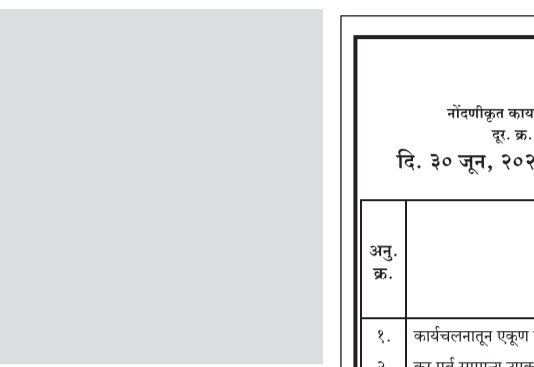 नोंदणीकृत काय
दूर. क्र.
दि. ३० जून, २०२
अनु.
क्र.
१. कार्यचलनातून एकूण